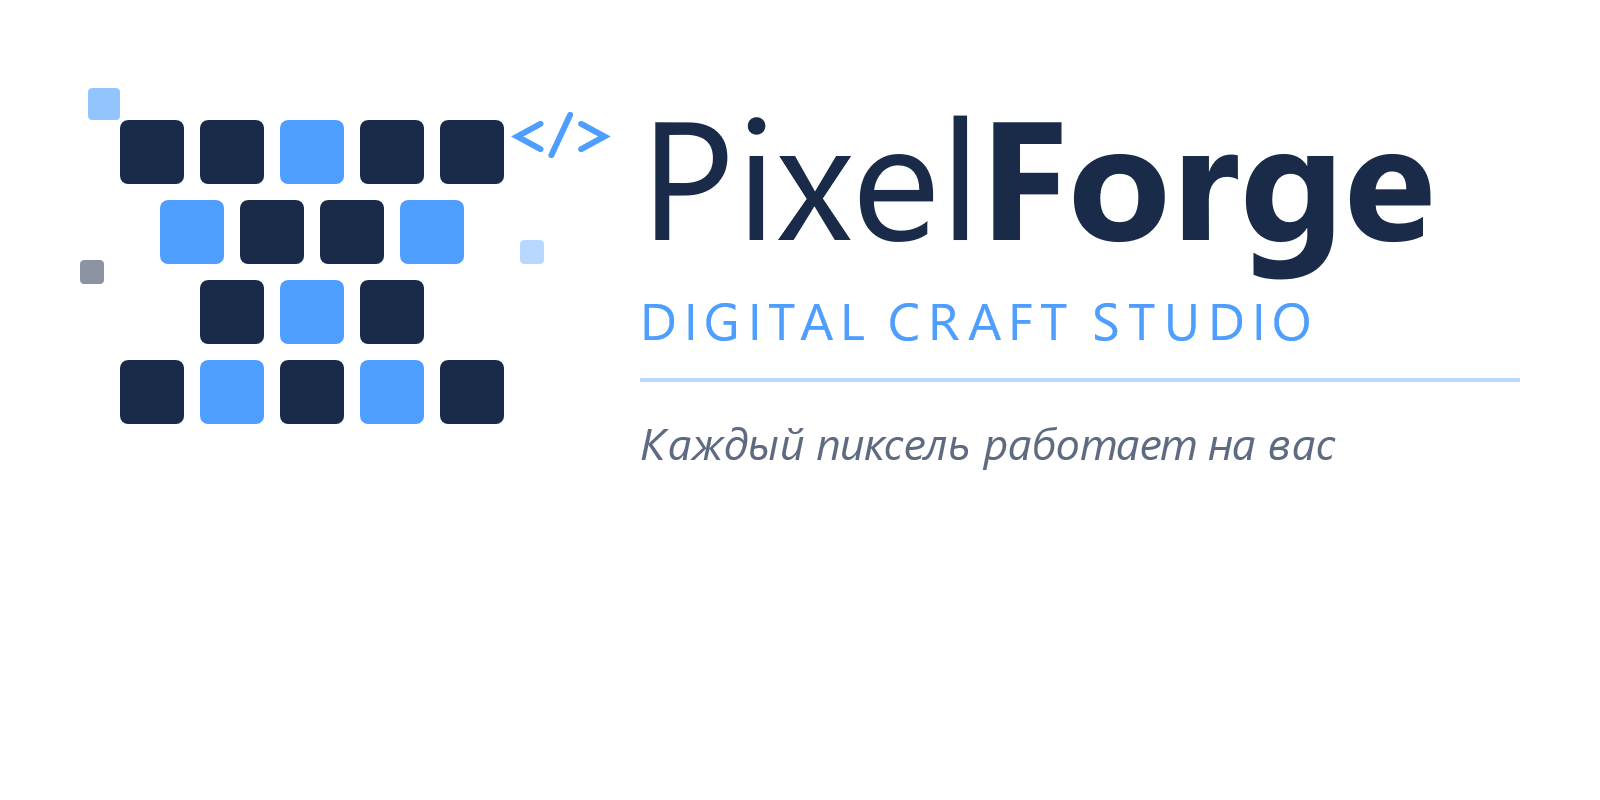 </>
PixelForge
DIGITAL CRAFT STUDIO
Каждый пиксель работает на вас